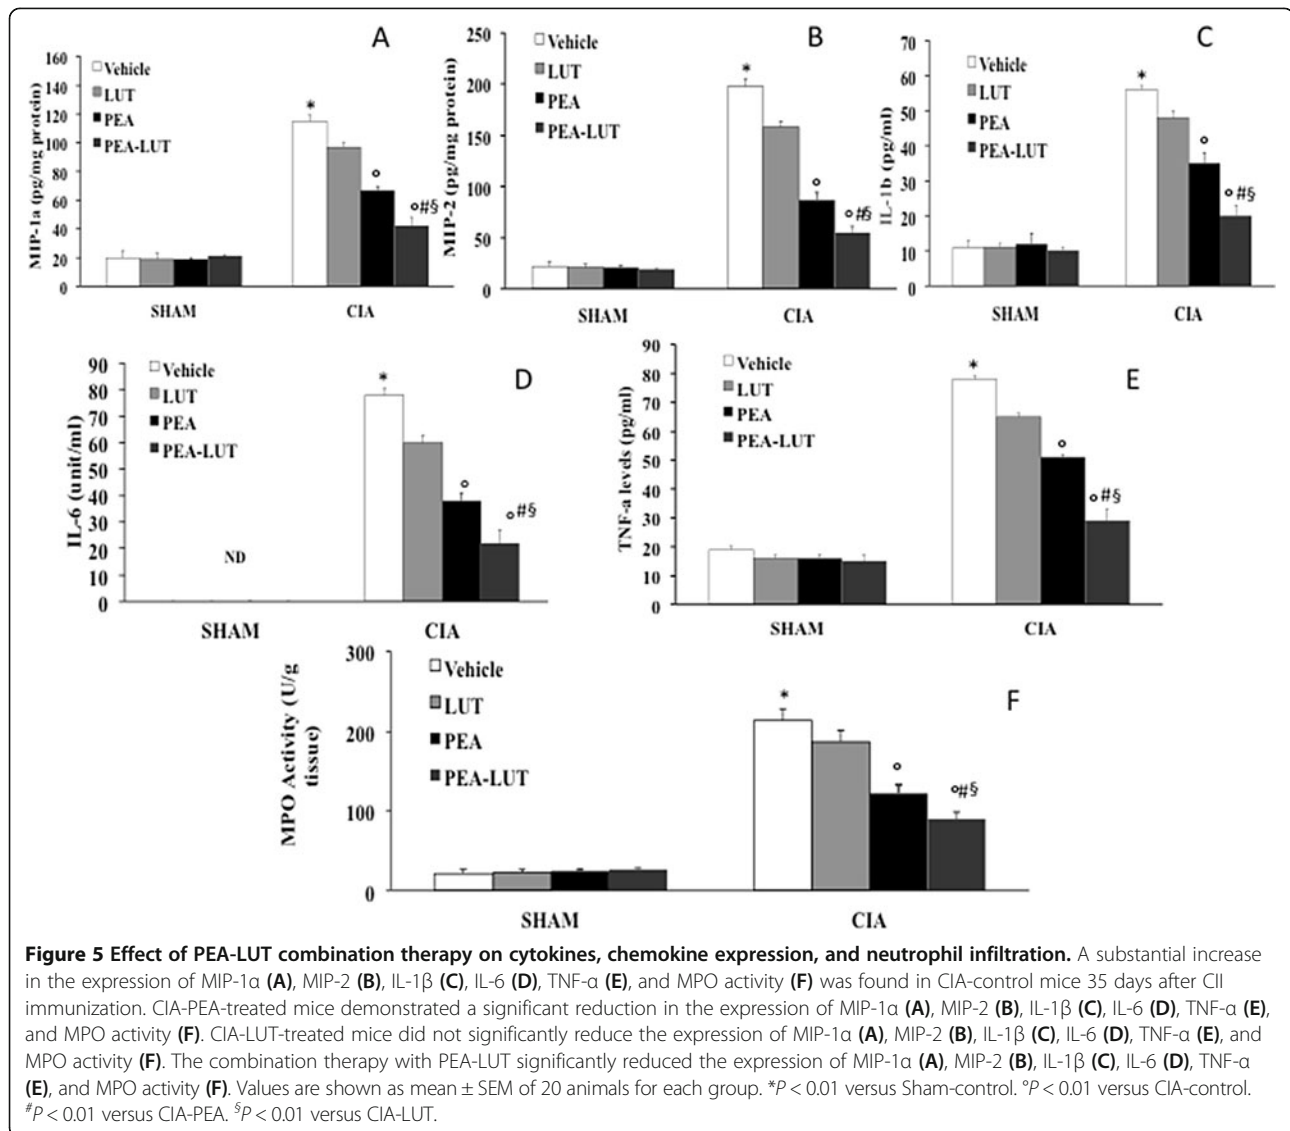 A
MIP-1a (pg/mg protein)
160
140
120
100
80
60
40
20
0
Vehicle
LUT
PEA
PEA-LUT
*
°
°#§
SHAM CIA
B
MIP-2 (pg/mg protein)
250
200
150
100
50
0
Vehicle
LUT
PEA
PEA-LUT
*
°
°#§
SHAM CIA
C
IL-1b (pg/ml)
70
60
50
40
30
20
10
0
Vehicle
LUT
PEA
PEA-LUT
*
°
°#§
SHAM CIA
D
IL-6 (unit/ml)
90
80
70
60
50
40
30
20
10
0
Vehicle
LUT
PEA
PEA-LUT
ND
*
°
°#§
SHAM CIA
E
TNF-a levels (pg/ml)
90
80
70
60
50
40
30
20
10
0
Vehicle
LUT
PEA
PEA-LUT
*
°
°#§
SHAM CIA
F
MPO Activity (U/g
tissue)
300
200
100
0
Vehicle
LUT
PEA
PEA-LUT
*
°
°#§
SHAM CIA
Figure 5 Effect of PEA-LUT combination therapy on cytokines, chemokine expression, and neutrophil infiltration. A substantial increase
in the expression of MIP-1α (A), MIP-2 (B), IL-1β (C), IL-6 (D), TNF-α (E), and MPO activity (F) was found in CIA-control mice 35 days after CII
immunization. CIA-PEA-treated mice demonstrated a significant reduction in the expression of MIP-1α (A), MIP-2 (B), IL-1β (C), IL-6 (D), TNF-α (E),
and MPO activity (F). CIA-LUT-treated mice did not significantly reduce the expression of MIP-1α (A), MIP-2 (B), IL-1β (C), IL-6 (D), TNF-α (E), and
MPO activity (F). The combination therapy with PEA-LUT significantly reduced the expression of MIP-1α (A), MIP-2 (B), IL-1β (C), IL-6 (D), TNF-α
(E), and MPO activity (F). Values are shown as mean ± SEM of 20 animals for each group. *P < 0.01 versus Sham-control. °P < 0.01 versus CIA-control.
#P < 0.01 versus CIA-PEA. §P < 0.01 versus CIA-LUT.